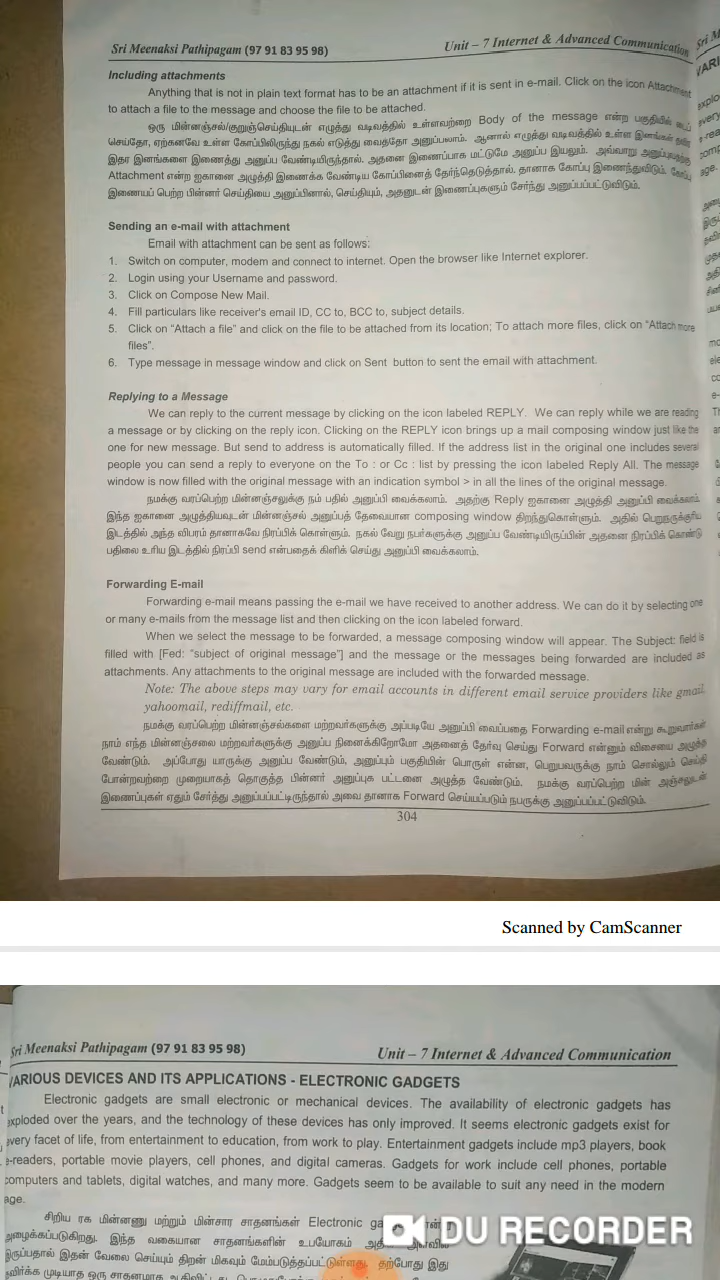 Sri Meenaksi Pathipagam (97 91 83 95 98)
Unit – 7 Internet & Advanced Communication
Including attachments
Anything that is not in plain text format has to be an attachment if it is sent in e-mail. Click on the icon Attachment
to attach a file to the message and choose the file to be attached.
ஒரு மின்னஞ்சல்/குறுஞ்செய்தியுடன் எழுத்து வடிவத்தில் உள்ளவற்றை Body of the message என்ற பகுதியில்
செய்தோ, ஏற்கனவே உள்ள கோப்பிலிருந்து நகல் எடுத்து வைத்தோ அனுப்பலாம். ஆனால் எழுத்து வடிவத்தில் உள்ள இனங்கள்
இதர இனங்களை இணைத்து அனுப்ப வேண்டியிருந்தால். அதனை இணைப்பாக மட்டுமே அனுப்ப இயலும். அவ்வாறு அனுப்புவதற்கு
Attachment என்ற ஐகானை அழுத்தி இணைக்க வேண்டிய கோப்பினைத் தேர்ந்தெடுத்தால். தானாக கோப்பு இணைந்துவிடும். கோப்பு
இணையப் பெற்ற பின்னர் செய்தியை அனுப்பினால், செய்தியும், அதனுடன் இணைப்புகளும் சேர்ந்து அனுப்பப்பட்டுவிடும்.
Sending an e-mail with attachment
Email with attachment can be sent as follows:
1. Switch on computer, modem and connect to internet. Open the browser like Internet explorer.
2. Login using your Username and password.
3. Click on Compose New Mail.
4. Fill particulars like receiver's email ID, CC to, BCC to, subject details.
5. Click on “Attach a file” and click on the file to be attached from its location; To attach more files, click on “Attach more
files”.
6. Type message in message window and click on Sent button to sent the email with attachment.
Replying to a Message
We can reply to the current message by clicking on the icon labeled REPLY. We can reply while we are reading
a message or by clicking on the reply icon. Clicking on the REPLY icon brings up a mail composing window just like the
one for new message. But send to address is automatically filled. If the address list in the original one includes several
people you can send a reply to everyone on the To : or Cc : list by pressing the icon labeled Reply All. The message
window is now filled with the original message with an indication symbol > in all the lines of the original message.
நமக்கு வரப்பெற்ற மின்னஞ்சலுக்கு நம் பதில் அனுப்பி வைக்கலாம். அதற்கு Reply ஐகானை அழுத்தி அனுப்பி வைக்கலாம்.
இந்த ஐகானை அழுத்தியவுடன் மின்னஞ்சல் அனுப்பத் தேவையான composing window திறந்துகொள்ளும். அதில் பெறுநருக்குரிய
இடத்தில் அந்த விபரம் தானாகவே நிரப்பிக் கொள்ளும். நகல் வேறு நபர்களுக்கு அனுப்ப வேண்டியிருப்பின் அதனை நிரப்பிக் கொண்டு
பதிலை உரிய இடத்தில் நிரப்பி send என்பதைக் கிளிக் செய்து அனுப்பி வைக்கலாம்.
Forwarding E-mail
Forwarding e-mail means passing the e-mail we have received to another address. We can do it by selecting one
or many e-mails from the message list and then clicking on the icon labeled forward.
When we select the message to be forwarded, a message composing window will appear. The Subject: field is
filled with [Fed: “subject of original message”] and the message or the messages being forwarded are included as
attachments. Any attachments to the original message are included with the forwarded message.
Note: The above steps may vary for email accounts in different email service providers like gmail,
yahoomail, rediffmail, etc.
நமக்கு வரப்பெற்ற மின்னஞ்சல்களை மற்றவர்களுக்கு அப்படியே அனுப்பி வைப்பதை Forwarding e-mail என்று கூறுவார்கள்
நாம் எந்த மின்னஞ்சலை மற்றவர்களுக்கு அனுப்ப நினைக்கிறோமோ அதனைத் தேர்வு செய்து Forward என்னும் விசையை அழுத்த
வேண்டும். அப்போது யாருக்கு அனுப்ப வேண்டும், அனுப்பும் பகுதியின் பொருள் என்ன, பெறுபவருக்கு நாம் சொல்லும் செய்தி
போன்றவற்றை முறையாகத் தொகுத்த பின்னர் அனுப்புக பட்டனை அழுத்த வேண்டும். நமக்கு வரப்பெற்ற மின் அஞ்சலுடன்
இணைப்புகள் ஏதும் சேர்த்து அனுப்பப்பட்டிருந்தால் அவை தானாக Forward செய்யப்படும் நபருக்கு அனுப்பப்பட்டுவிடும்.
304
Scanned by CamScanner
Sri Meenaksi Pathipagam (97 91 83 95 98)
Unit – 7 Internet & Advanced Communication
VARIOUS DEVICES AND ITS APPLICATIONS - ELECTRONIC GADGETS
Electronic gadgets are small electronic or mechanical devices. The availability of electronic gadgets has
exploded over the years, and the technology of these devices has only improved. It seems electronic gadgets exist for
every facet of life, from entertainment to education, from work to play. Entertainment gadgets include mp3 players, book
e-readers, portable movie players, cell phones, and digital cameras. Gadgets for work include cell phones, portable
computers and tablets, digital watches, and many more. Gadgets seem to be available to suit any need in the modern
age.
சிறிய ரக மின்னணு மற்றும் மின்சார சாதனங்கள் Electronic
அழைக்கப்படுகிறது. இந்த வகையான சாதனங்களின் உபயோகம்
இருப்பதால் இதன் வேலை செய்யும் திறன் மிகவும் மேம்படுத்தப்பட்டுள்ளது. தற்போது இது
DU RECORDER